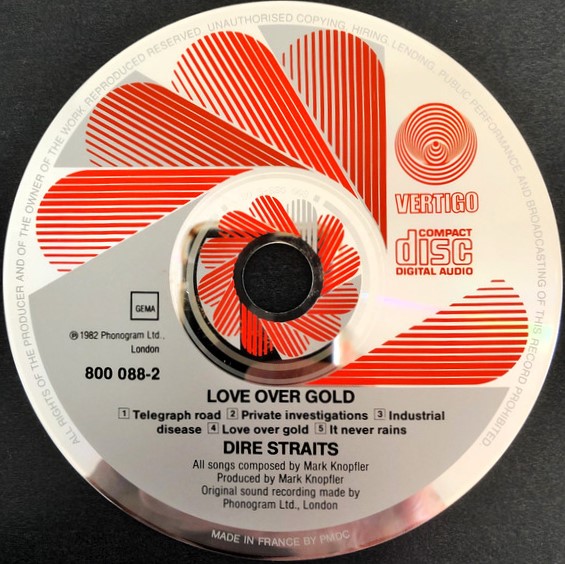 ALL RIGHTS OF THE PRODUCER AND OF THE OWNER OF THE WORK REPRODUCED RESERVED. UNAUTHORISED COPYING, HIRING, LENDING, PUBLIC PERFORMANCE AND BROADCASTING OF THIS RECORD PROHIBITED
VERTIGO
COMPACT
disc
DIGITAL AUDIO
GEMA
℗ 1982 Phonogram Ltd.,
London
800 088-2
LOVE OVER GOLD
1 Telegraph road 2 Private investigations 3 Industrial
disease 4 Love over gold 5 It never rains
DIRE STRAITS
All songs composed by Mark Knopfler
Produced by Mark Knopfler
Original sound recording made by
Phonogram Ltd., London
MADE IN FRANCE BY PMDC